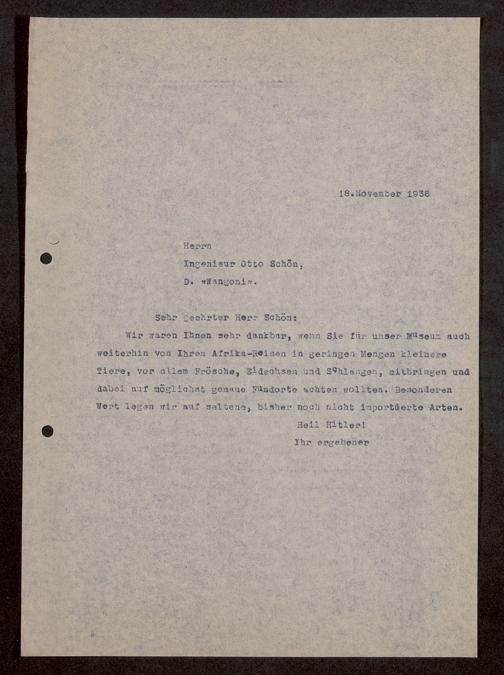 18.November 1938
Herrn
Ingenieur Otto Schön,
D. "Wangoni".
Sehr geehrter Herr Schön:
Wir waren Ihnen sehr dankbar, wenn Sie für unser Museum auch
weiterhin von Ihren Afrika-Reisen in geringen Mengen kleinere
Tiere, vor allem Frösche, Eidechsen und Schlangen, mitbringen und
dabei auf möglichst genaue Fundorte achten wollten. Besonderen
Wert legen wir auf seltene, bisher noch nicht importierte Arten.
Heil Hitler!
Ihr ergebener